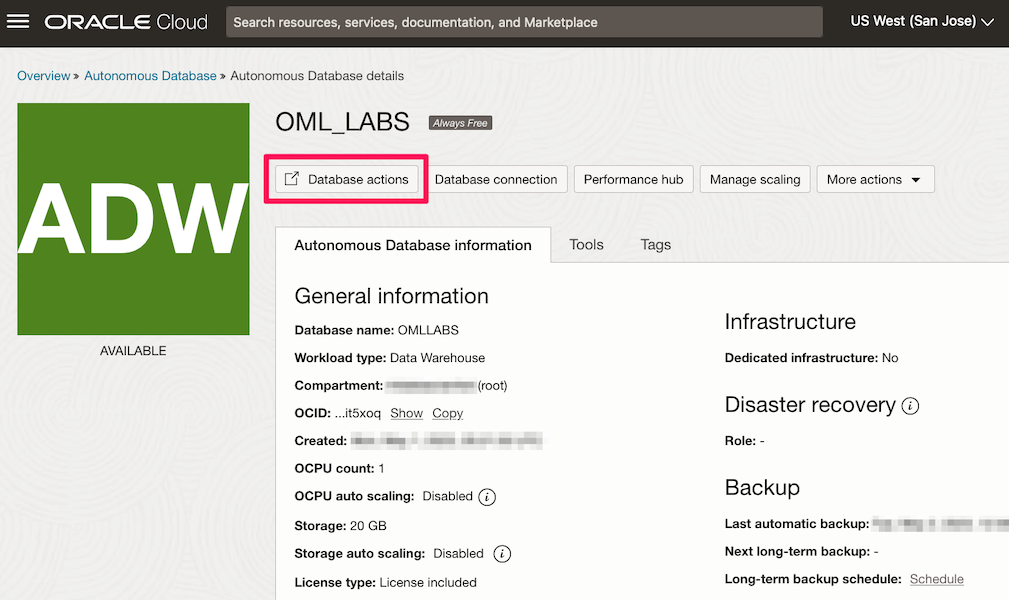 ORACLE Cloud
Search resources, services, documentation, and Marketplace
US West (San Jose)
Overview » Autonomous Database » Autonomous Database details
ADW
AVAILABLE
OML_LABS
Always Free
Database actions
Database connection
Performance hub
Manage scaling
More actions
Autonomous Database information
Tools
Tags
General information
Database name: OMLLABS
Workload type: Data Warehouse
Compartment: (root)
OCID: ...it5xoq Show Copy
Created:
OCPU count: 1
OCPU auto scaling: Disabled
Storage: 20 GB
Storage auto scaling: Disabled
License type: License included
Infrastructure
Dedicated infrastructure: No
Disaster recovery
Role: -
Backup
Last automatic backup:
Next long-term backup: -
Long-term backup schedule: Schedule